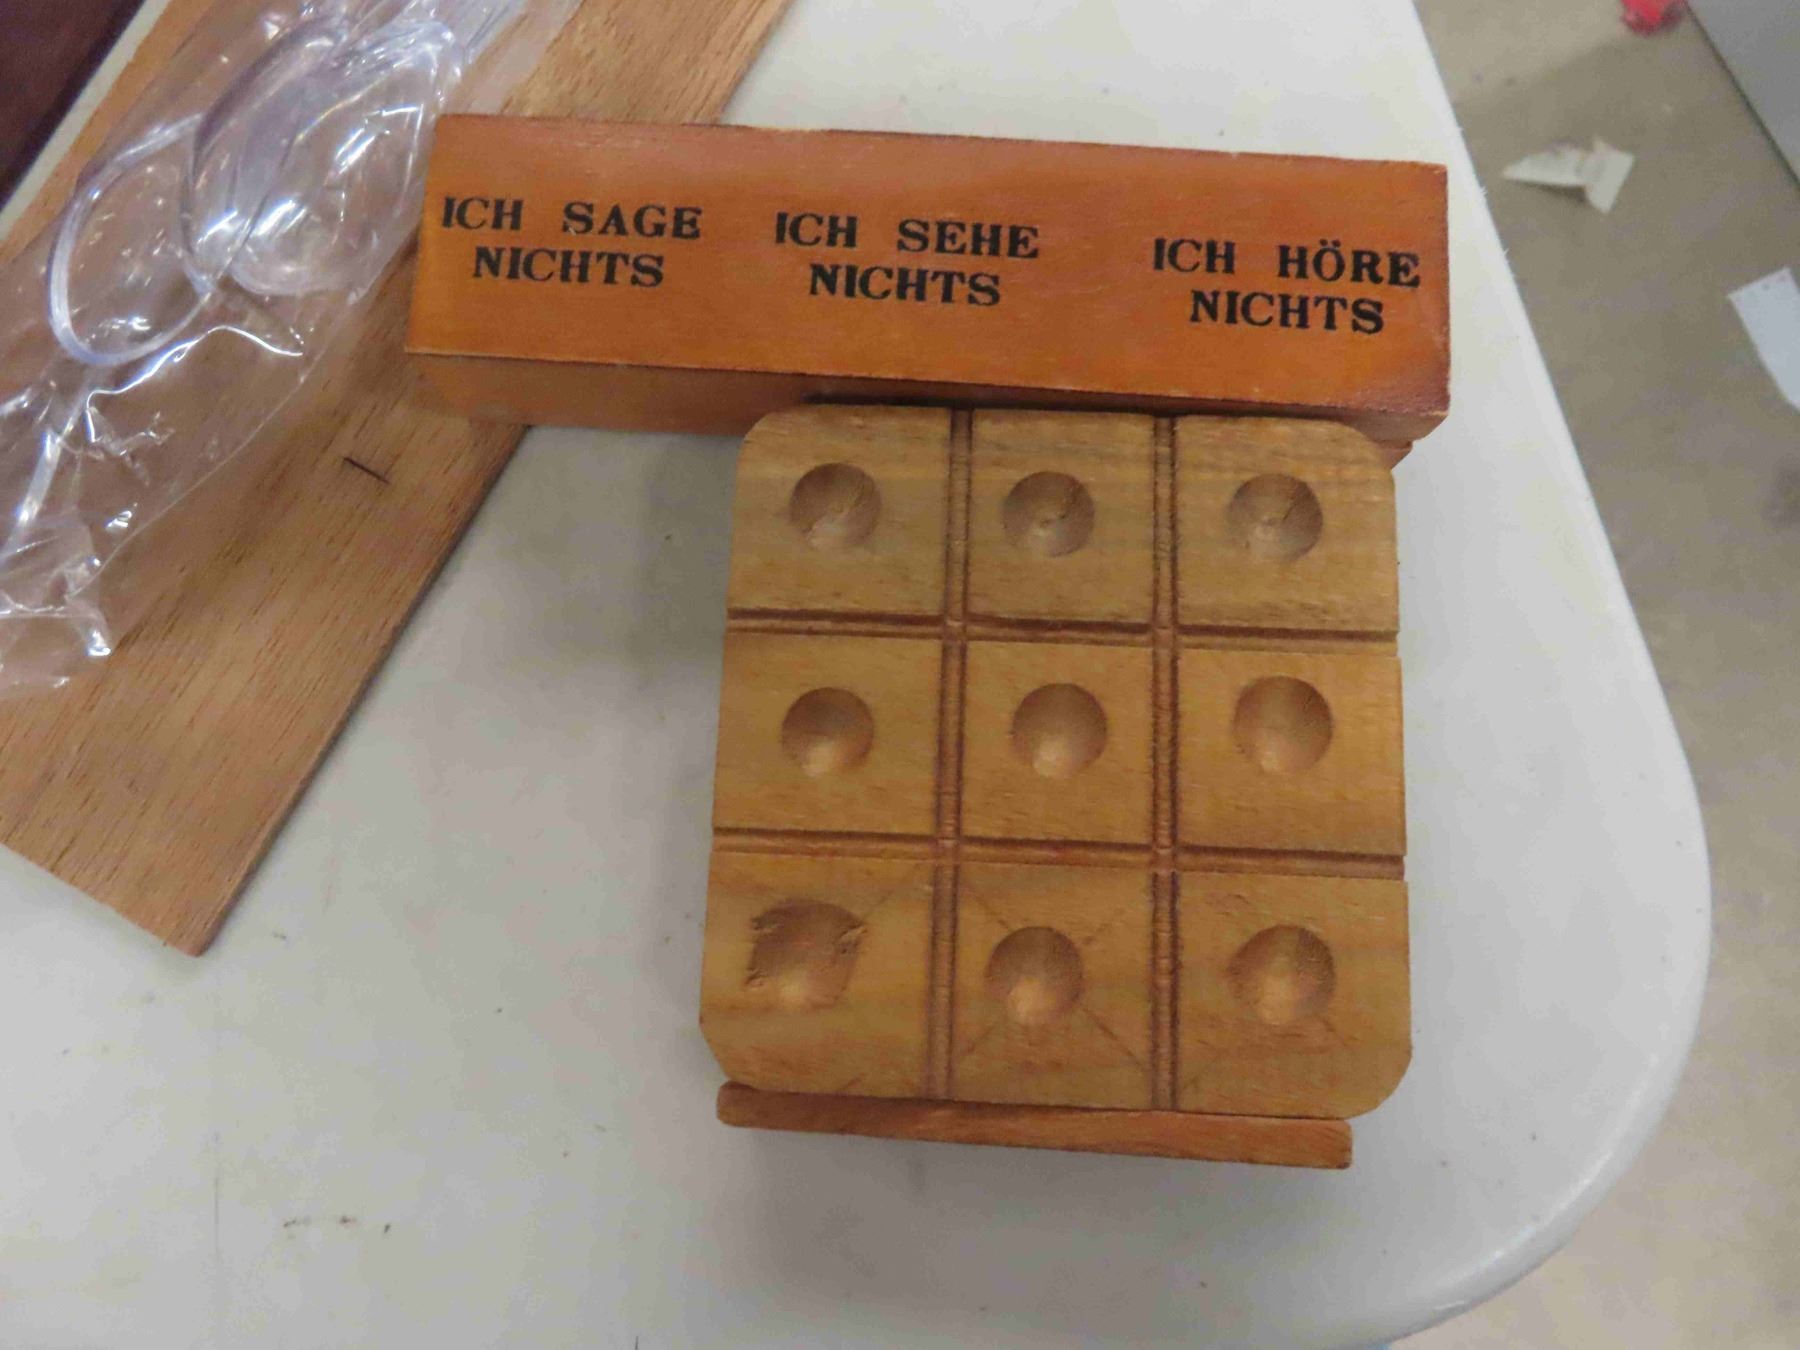 ICH SAGE
NICHTS
ICH SEHE
NICHTS
ICH HÖRE
NICHTS